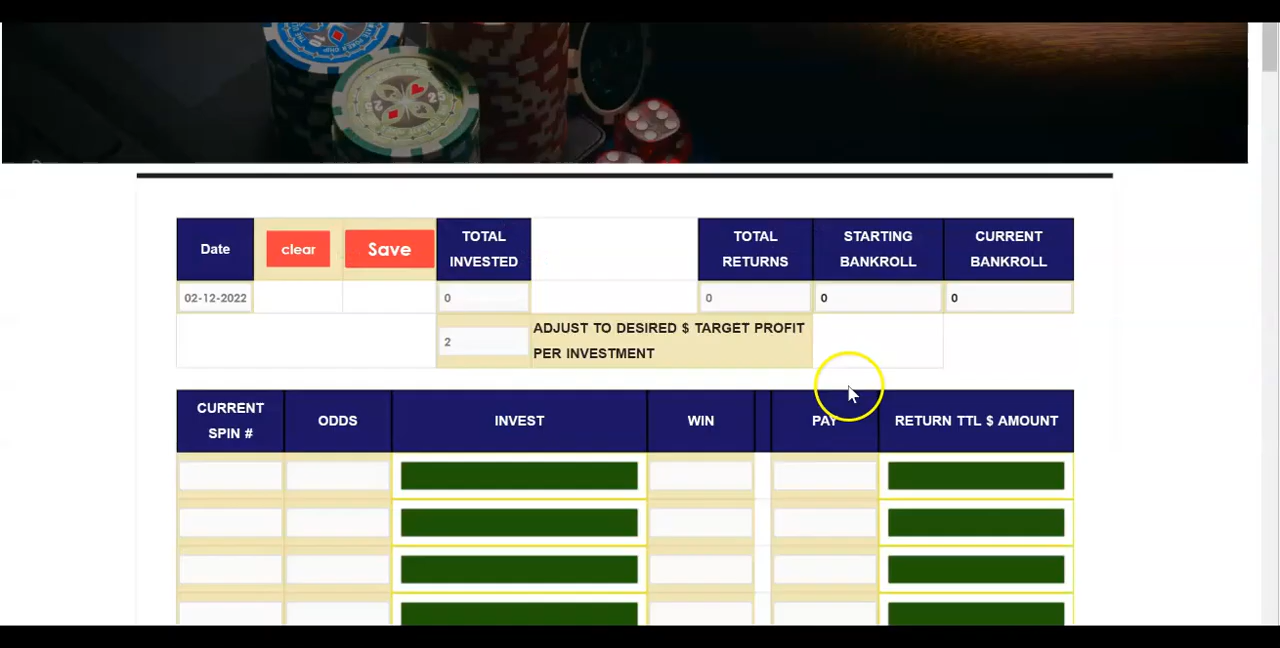 25
Date
clear
Save
TOTAL
INVESTED
TOTAL
RETURNS
STARTING
BANKROLL
CURRENT
BANKROLL
02-12-2022
0
0
0
0
2
ADJUST TO DESIRED $ TARGET PROFIT
PER INVESTMENT
CURRENT
SPIN #
ODDS
INVEST
WIN
PAY
RETURN TTL $ AMOUNT